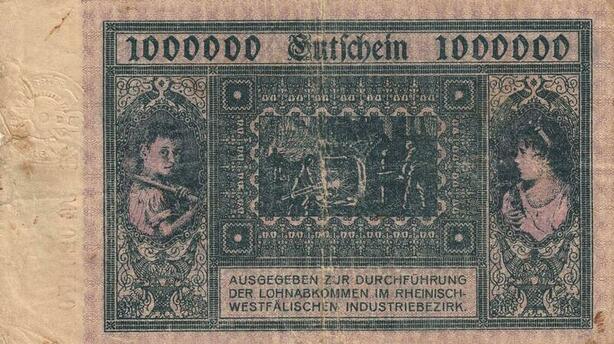 1000000 Gutschein 1000000
AUSGEGEBEN ZUR DURCHFÜHRUNG
DER LOHNABKOMMEN IM RHEINISCH-
WESTFÄLISCHEN INDUSTRIEBEZIRK.